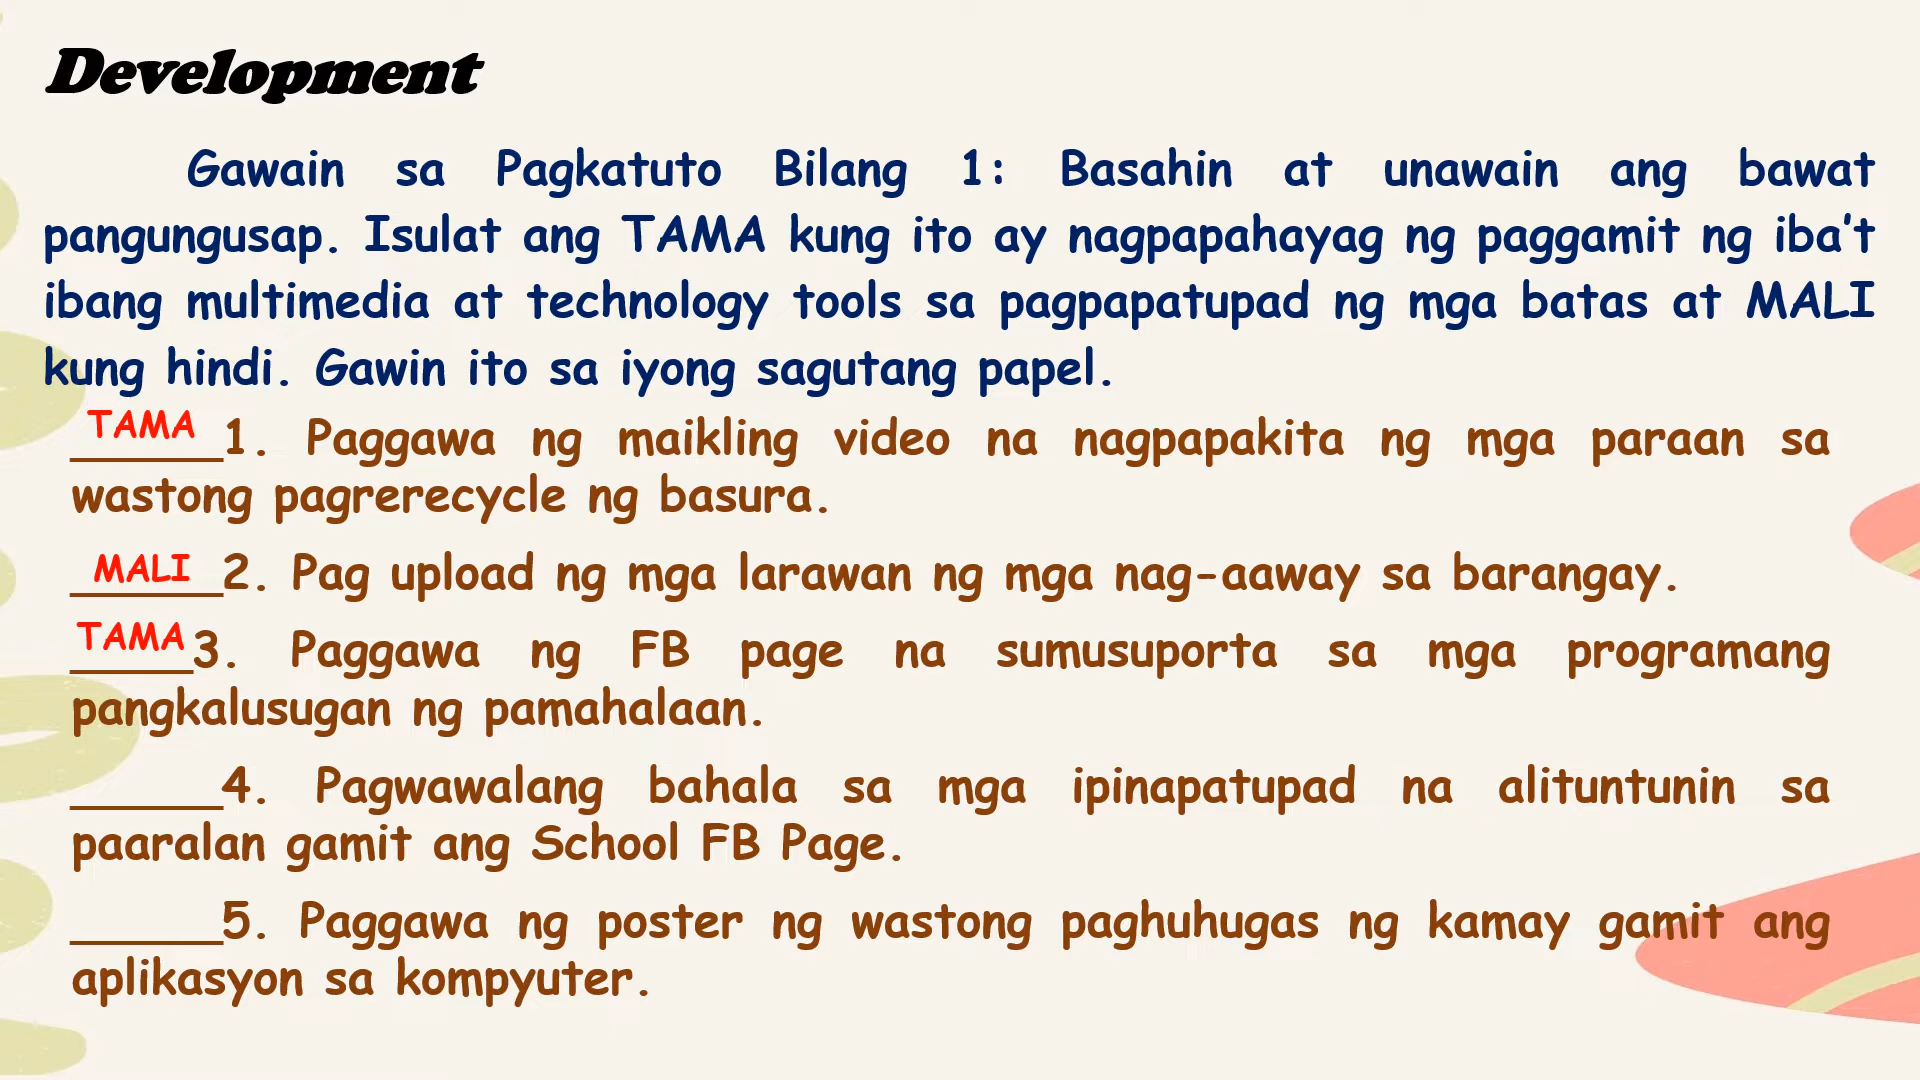 Development
Gawain sa Pagkatuto Bilang 1: Basahin at unawain ang bawat
pangungusap. Isulat ang TAMA kung ito ay nagpapahayag ng paggamit ng iba't
ibang multimedia at technology tools sa pagpapatupad ng mga batas at MALI
kung hindi. Gawin ito sa iyong sagutang papel.
TAMA 1. Paggawa ng maikling video na nagpapakita ng mga paraan sa
wastong pagrerecycle ng basura.
MALI 2. Pag upload ng mga larawan ng mga nag-aaway sa barangay.
TAMA 3. Paggawa ng FB page na sumusuporta sa mga programang
pangkalusugan ng pamahalaan.
______4. Pagwawalang bahala sa mga ipinapatupad na alituntunin sa
paaralan gamit ang School FB Page.
______5. Paggawa ng poster ng wastong paghuhugas ng kamay gamit ang
aplikasyon sa kompyuter.